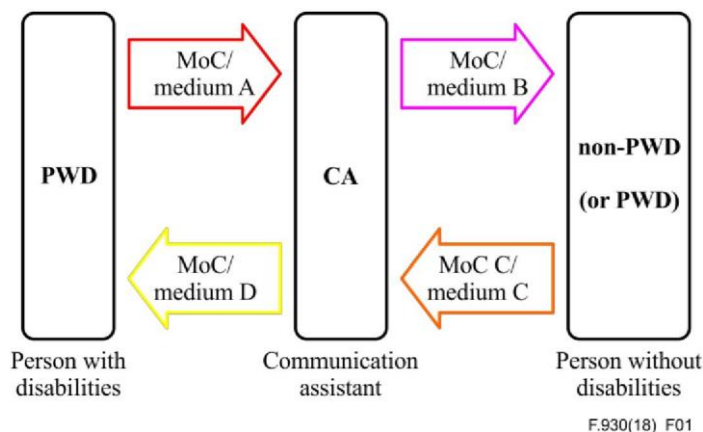 MoC/
medium A
MoC/
medium B
PWD
CA
non-PWD
(or PWD)
MoC/
medium D
MoC C/
medium C
Person with
disabilities
Communication
assistant
Person without
disabilities
F.930(18)_F01